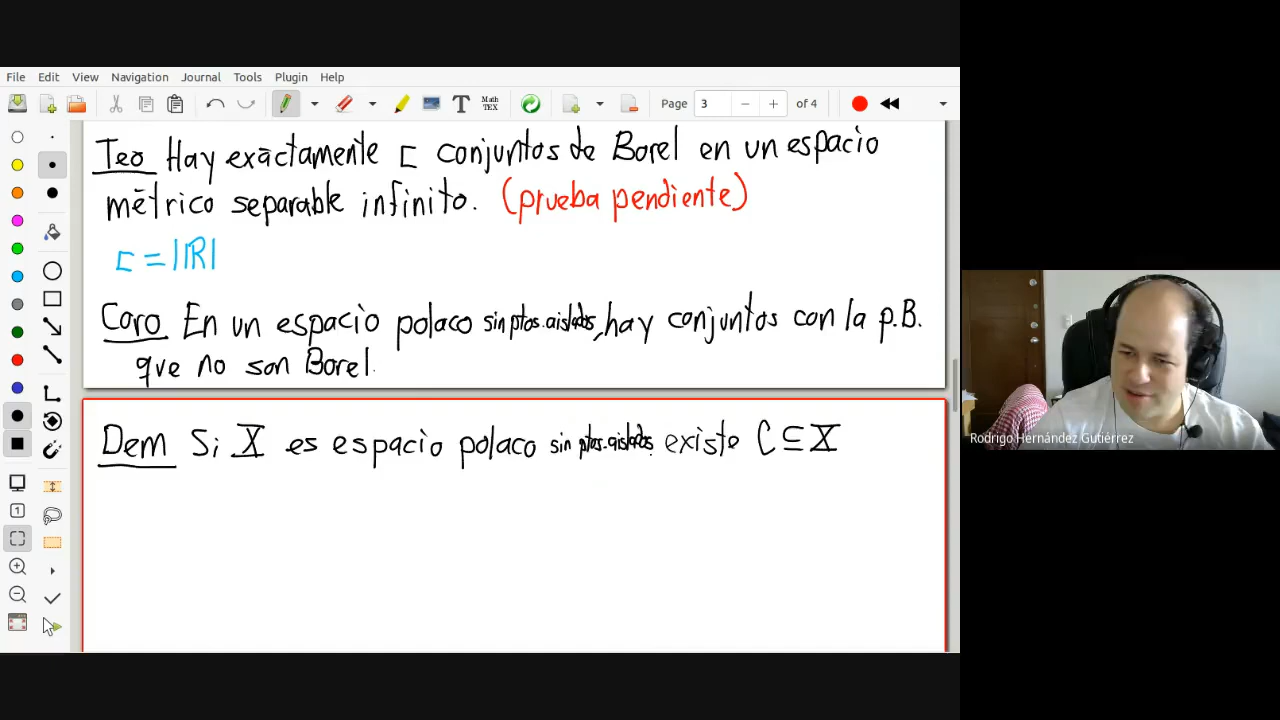 File Edit View Navigation Journal Tools Plugin Help
T Math TEX Page 3 of 4
Teo Hay exactamente c conjuntos de Borel en un espacio
métrico separable infinito. (prueba pendiente)
c = |ℝ|
Coro En un espacio polaco sin ptos. aislados, hay conjuntos con la p.B.
que no son Borel.
Dem Si X es espacio polaco sin ptos. aislados. existe C ⊆ X
Rodrigo Hernández Gutiérrez